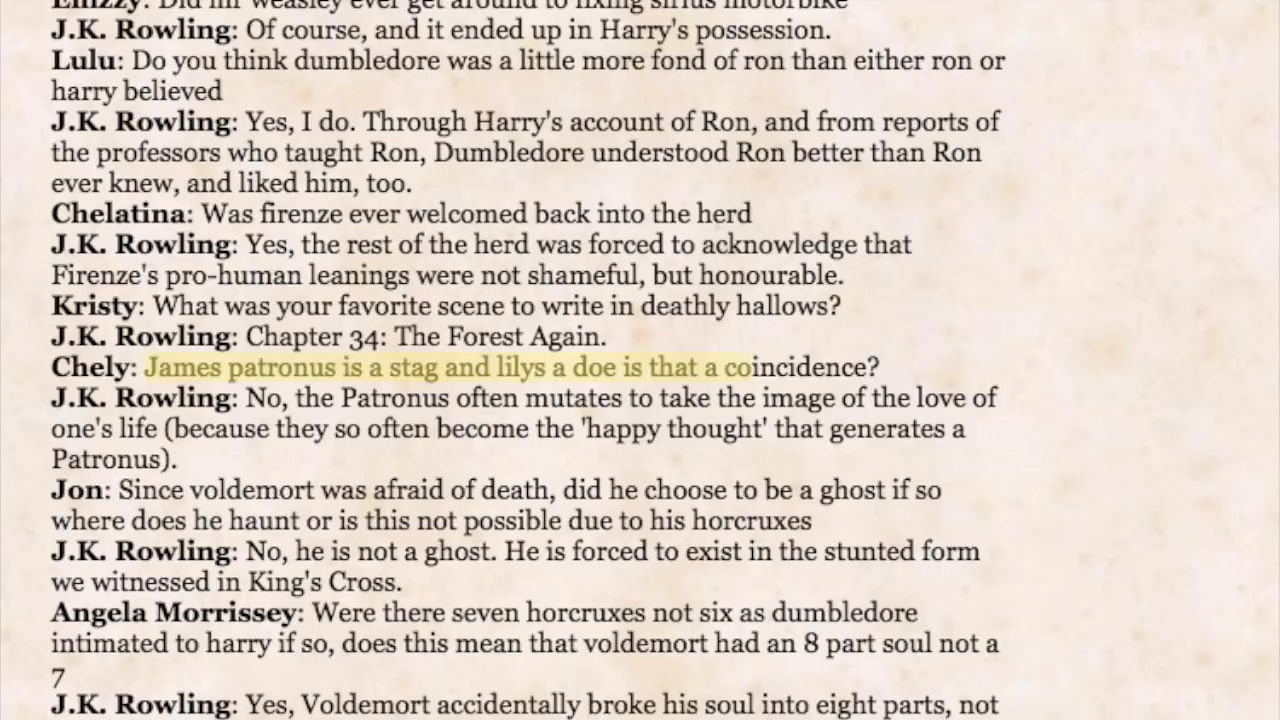 Emzzy: Did mr weasley ever get around to fixing sirius motorbike
J.K. Rowling: Of course, and it ended up in Harry's possession.
Lulu: Do you think dumbledore was a little more fond of ron than either ron or
harry believed
J.K. Rowling: Yes, I do. Through Harry's account of Ron, and from reports of
the professors who taught Ron, Dumbledore understood Ron better than Ron
ever knew, and liked him, too.
Chelatina: Was firenze ever welcomed back into the herd
J.K. Rowling: Yes, the rest of the herd was forced to acknowledge that
Firenze's pro-human leanings were not shameful, but honourable.
Kristy: What was your favorite scene to write in deathly hallows?
J.K. Rowling: Chapter 34: The Forest Again.
Chely: James patronus is a stag and lilys a doe is that a coincidence?
J.K. Rowling: No, the Patronus often mutates to take the image of the love of
one's life (because they so often become the 'happy thought' that generates a
Patronus).
Jon: Since voldemort was afraid of death, did he choose to be a ghost if so
where does he haunt or is this not possible due to his horcruxes
J.K. Rowling: No, he is not a ghost. He is forced to exist in the stunted form
we witnessed in King's Cross.
Angela Morrissey: Were there seven horcruxes not six as dumbledore
intimated to harry if so, does this mean that voldemort had an 8 part soul not a
7
J.K. Rowling: Yes, Voldemort accidentally broke his soul into eight parts, not